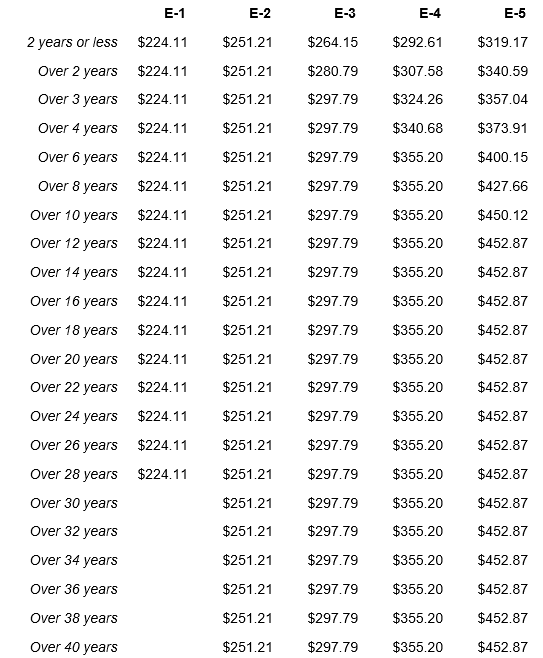 E-1 E-2 E-3 E-4 E-5
2 years or less $224.11 $251.21 $264.15 $292.61 $319.17
Over 2 years $224.11 $251.21 $280.79 $307.58 $340.59
Over 3 years $224.11 $251.21 $297.79 $324.26 $357.04
Over 4 years $224.11 $251.21 $297.79 $340.68 $373.91
Over 6 years $224.11 $251.21 $297.79 $355.20 $400.15
Over 8 years $224.11 $251.21 $297.79 $355.20 $427.66
Over 10 years $224.11 $251.21 $297.79 $355.20 $450.12
Over 12 years $224.11 $251.21 $297.79 $355.20 $452.87
Over 14 years $224.11 $251.21 $297.79 $355.20 $452.87
Over 16 years $224.11 $251.21 $297.79 $355.20 $452.87
Over 18 years $224.11 $251.21 $297.79 $355.20 $452.87
Over 20 years $224.11 $251.21 $297.79 $355.20 $452.87
Over 22 years $224.11 $251.21 $297.79 $355.20 $452.87
Over 24 years $224.11 $251.21 $297.79 $355.20 $452.87
Over 26 years $224.11 $251.21 $297.79 $355.20 $452.87
Over 28 years $224.11 $251.21 $297.79 $355.20 $452.87
Over 30 years $251.21 $297.79 $355.20 $452.87
Over 32 years $251.21 $297.79 $355.20 $452.87
Over 34 years $251.21 $297.79 $355.20 $452.87
Over 36 years $251.21 $297.79 $355.20 $452.87
Over 38 years $251.21 $297.79 $355.20 $452.87
Over 40 years $251.21 $297.79 $355.20 $452.87